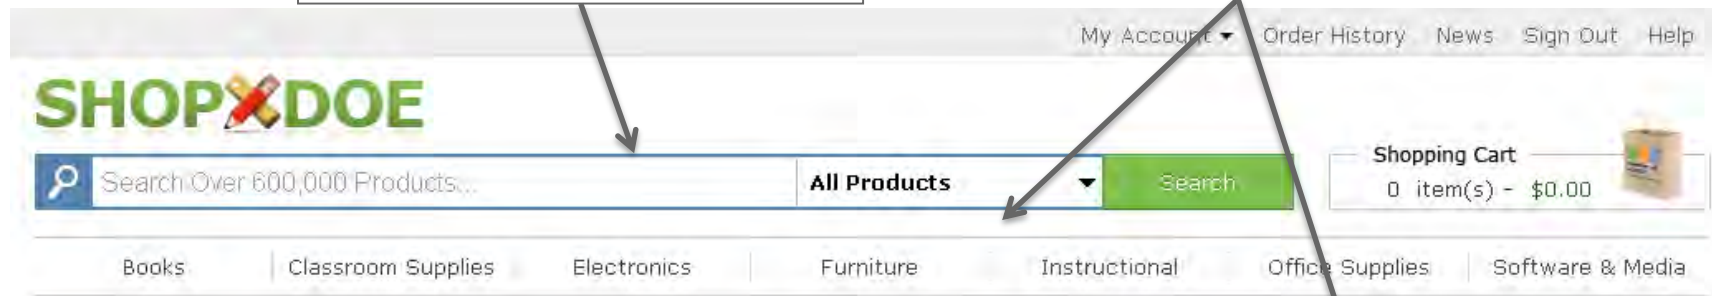 My Account Order History News Sign Out Help
SHOPDOE
Search Over 600,000 Products... All Products Search
Shopping Cart
0 item(s) - $0.00
Books Classroom Supplies Electronics Furniture Instructional Office Supplies Software & Media